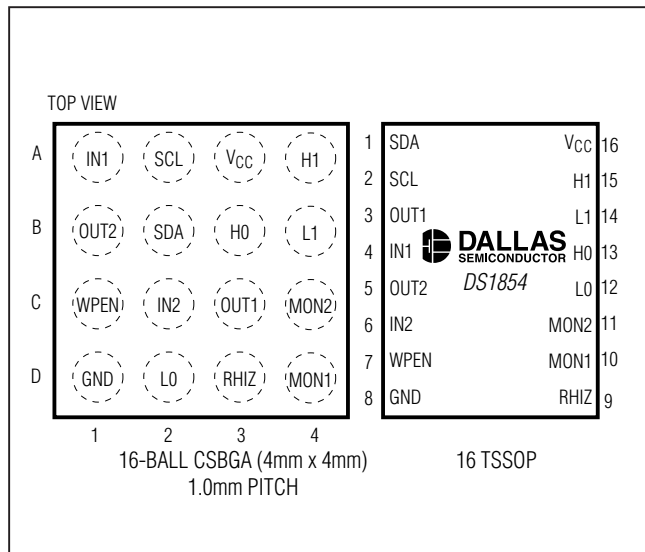 TOP VIEW
A IN1 SCL VCC H1
B OUT2 SDA H0 L1
C WPEN IN2 OUT1 MON2
D GND L0 RHIZ MON1
1 2 3 4
16-BALL CSBGA (4mm x 4mm)
1.0mm PITCH
1 SDA VCC 16
2 SCL H1 15
3 OUT1 L1 14
4 IN1 DALLAS SEMICONDUCTOR H0 13
5 OUT2 DS1854 L0 12
6 IN2 MON2 11
7 WPEN MON1 10
8 GND RHIZ 9
16 TSSOP